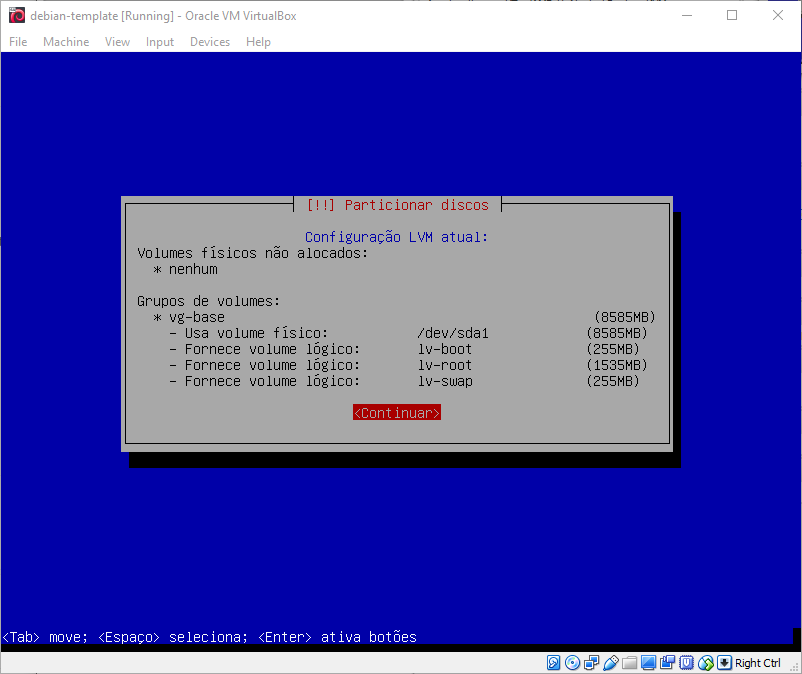 debian-template [Running] - Oracle VM VirtualBox
File Machine View Input Devices Help
[!!] Particionar discos
Configuração LVM atual:
Volumes físicos não alocados:
* nenhum
Grupos de volumes:
* vg-base (8585MB)
- Usa volume físico: /dev/sda1 (8585MB)
- Fornece volume lógico: lv-boot (255MB)
- Fornece volume lógico: lv-root (1535MB)
- Fornece volume lógico: lv-swap (255MB)
<Continuar>
<Tab> move; <Espaço> seleciona; <Enter> ativa botões
Right Ctrl